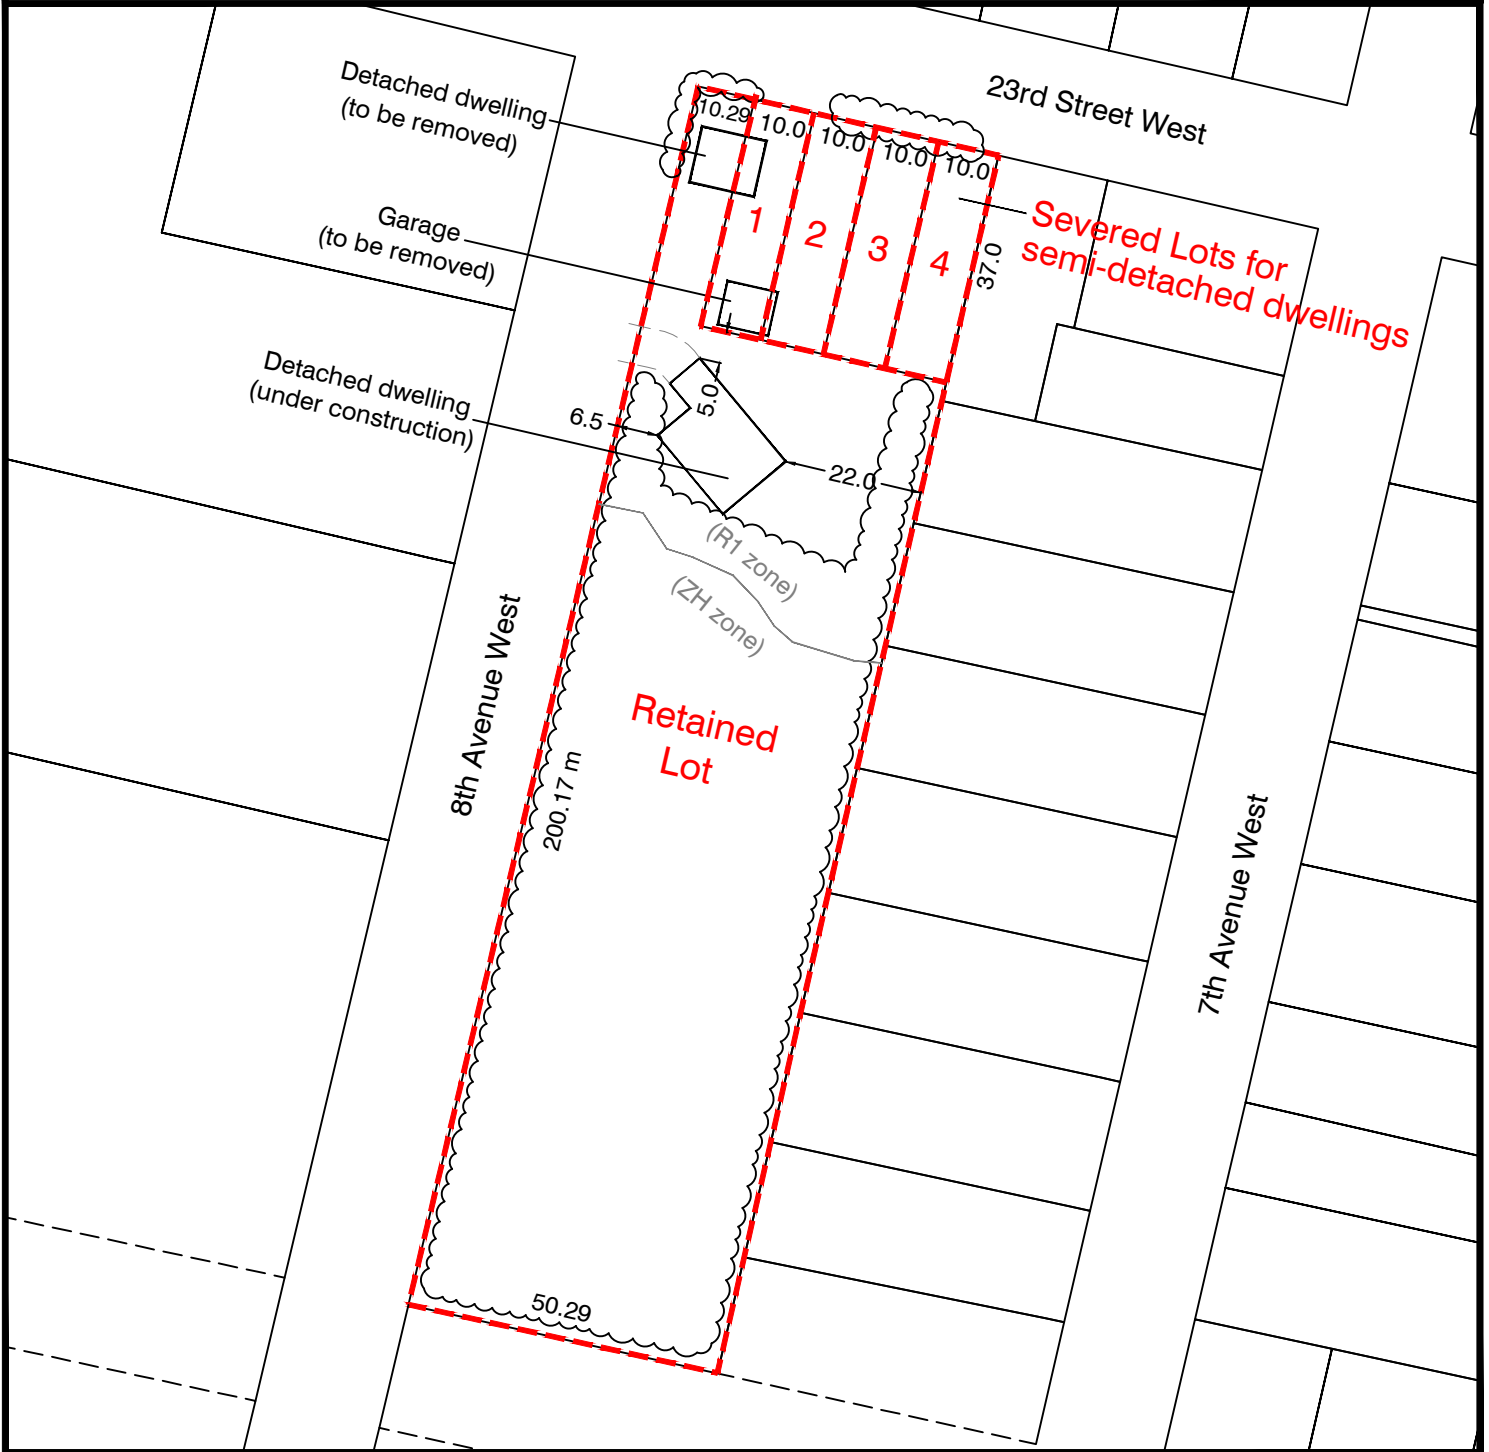 Detached dwelling
(to be removed)
23rd Street West
10.29
10.0
10.0
10.0
10.0
Garage
(to be removed)
1
2
3
4
37.0
Severed Lots for
semi-detached dwellings
Detached dwelling
(under construction)
6.5
5.0
22.0
(R1 zone)
(ZH zone)
8th Avenue West
Retained
Lot
200.17 m
7th Avenue West
50.29